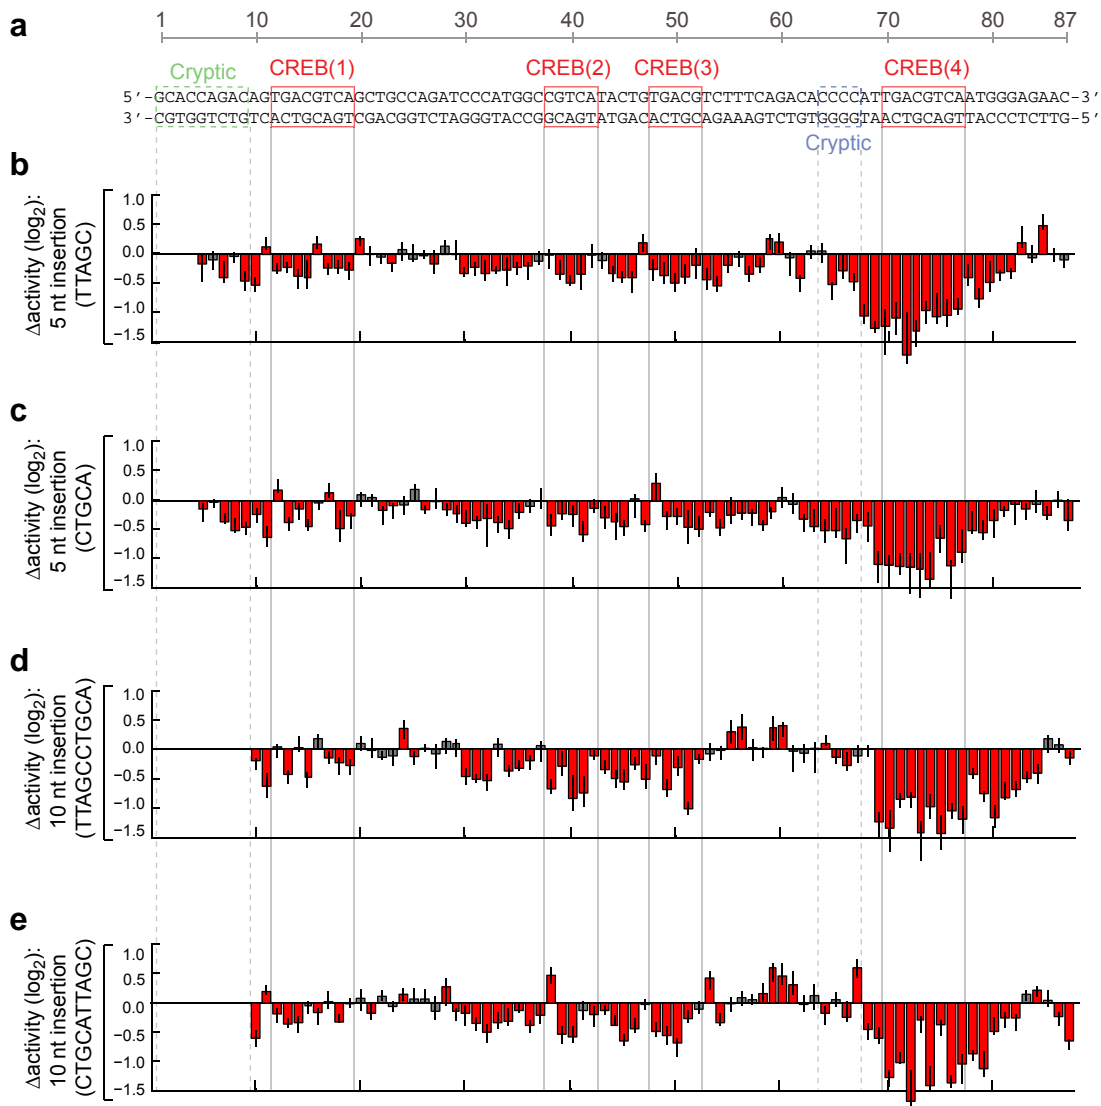 a
1 10 20 30 40 50 60 70 80 87
Cryptic CREB(1) CREB(2) CREB(3) CREB(4)
5′-GCACCAGACAGTGACGTCAGCTGCCAGATCCCATGGCCGTCATACTGTGACGTCTTTCAGACACCCCATTGACGTCAATGGGAGAAC-3′
3′-CGTGGTCTGTCACTGCAGTCGACGGTCTAGGGTACCGGCAGTATGACACTGCAGAAAGTCTGTGGGGTAACTGCAGTTACCCTCTTG-5′
Cryptic
b
Δactivity (log₂):
5 nt insertion
(TTAGC)
1.0
0.5
0.0
−0.5
−1.0
−1.5
c
Δactivity (log₂):
5 nt insertion
(CTGCA)
1.0
0.5
0.0
−0.5
−1.0
−1.5
d
Δactivity (log₂):
10 nt insertion
(TTAGCCTGCA)
1.0
0.5
0.0
−0.5
−1.0
−1.5
e
Δactivity (log₂):
10 nt insertion
(CTGCATTAGC)
1.0
0.5
0.0
−0.5
−1.0
−1.5